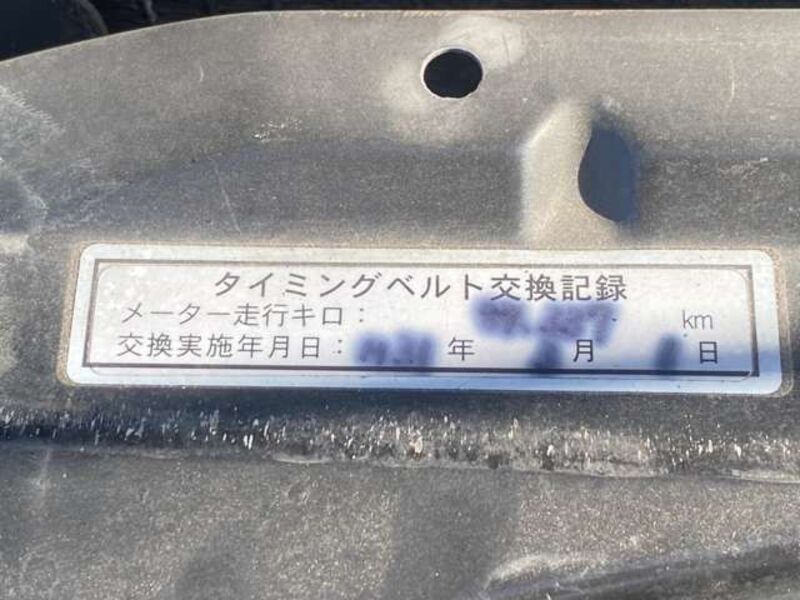 タイミングベルト交換記録
メーター走行キロ： km
交換実施年月日： 年 月 日